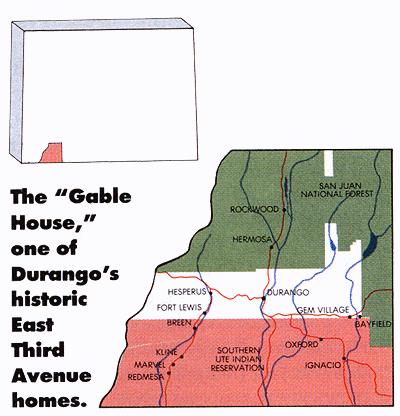 The “Gable
House,”
one of
Durango’s
historic
East
Third
Avenue
homes.
SAN JUAN
NATIONAL FOREST
ROCKWOOD
HERMOSA
HESPERUS
DURANGO
FORT LEWIS
GEM VILLAGE
BREEN
BAYFIELD
OXFORD
KLINE
SOUTHERN
UTE INDIAN
RESERVATION
MARVEL
IGNACIO
REDMESA